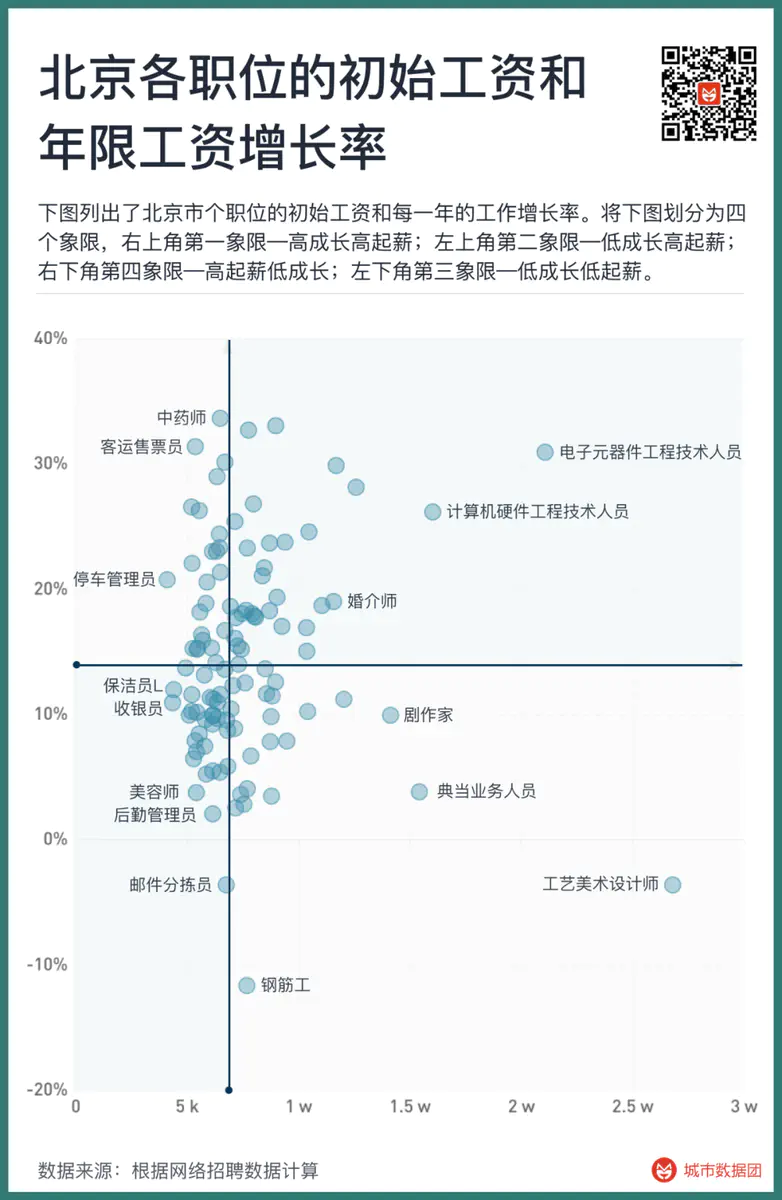 北京各职位的初始工资和
年限工资增长率
下图列出了北京市个职位的初始工资和每一年的工作增长率。将下图划分为四
个象限，右上角第一象限—高成长高起薪；左上角第二象限—低成长高起薪；
右下角第四象限—高起薪低成长；左下角第三象限—低成长低起薪。
40%
中药师
客运售票员
电子元器件工程技术人员
30%
计算机硬件工程技术人员
停车管理员
20%
婚介师
保洁员L
收银员
10%
剧作家
美容师
典当业务人员
后勤管理员
0%
邮件分拣员
工艺美术设计师
-10%
钢筋工
-20%
0
5 k
1 w
1.5 w
2 w
2.5 w
3 w
数据来源：根据网络招聘数据计算
城市数据团